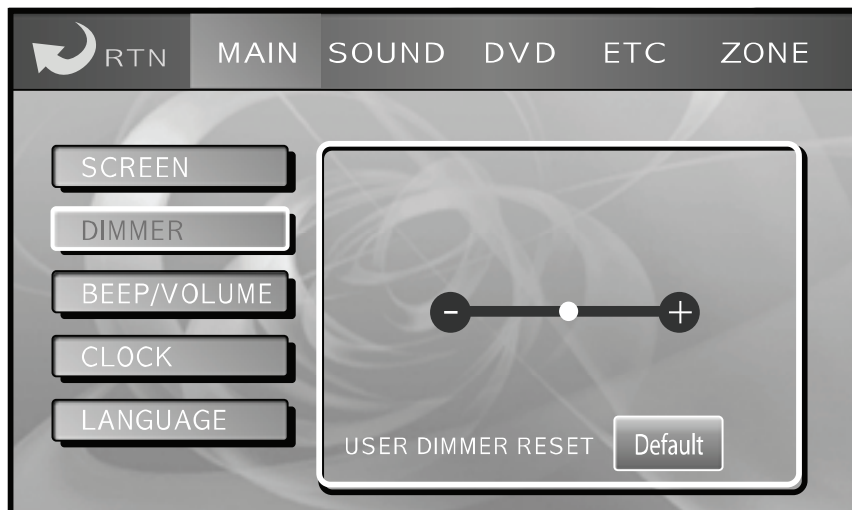 RTN MAIN SOUND DVD ETC ZONE
SCREEN
DIMMER
BEEP/VOLUME
CLOCK
LANGUAGE
- +
USER DIMMER RESET Default